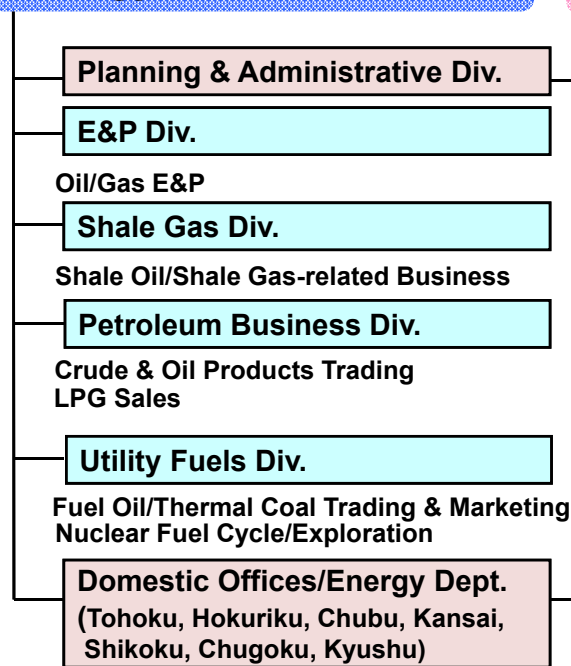 Planning & Administrative Div.
E&P Div.
Oil/Gas E&P
Shale Gas Div.
Shale Oil/Shale Gas-related Business
Petroleum Business Div.
Crude & Oil Products Trading
LPG Sales
Utility Fuels Div.
Fuel Oil/Thermal Coal Trading & Marketing
Nuclear Fuel Cycle/Exploration
Domestic Offices/Energy Dept.
(Tohoku, Hokuriku, Chubu, Kansai,
Shikoku, Chugoku, Kyushu)